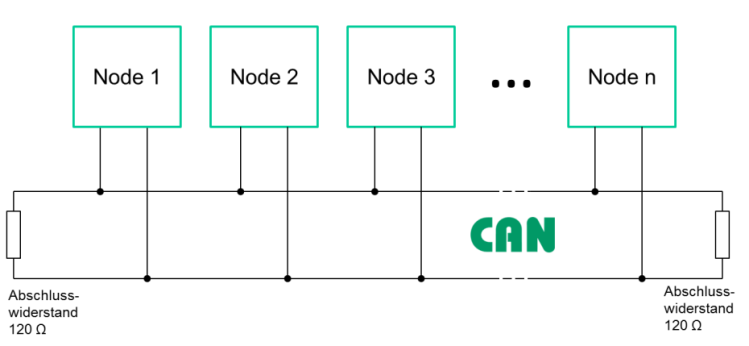 Node 1
Node 2
Node 3
...
Node n
CAN
Abschluss-
widerstand
120 Ω
Abschluss-
widerstand
120 Ω